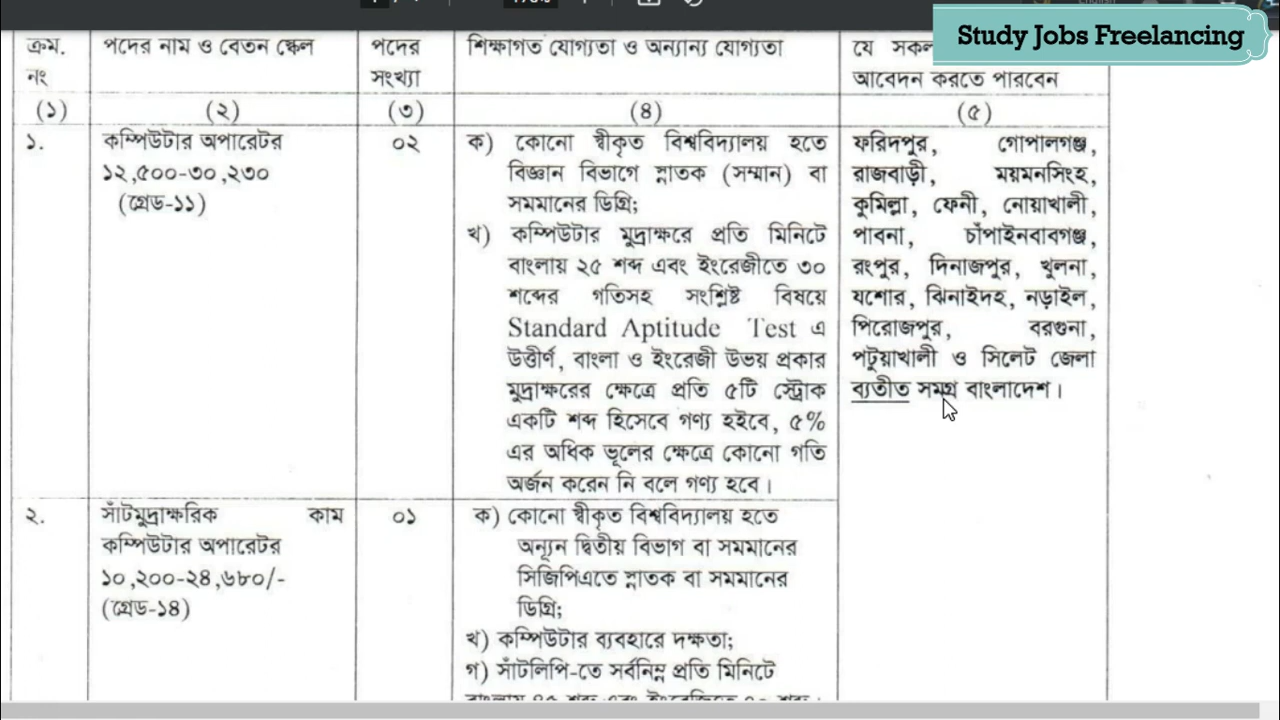 Study Jobs Freelancing
ক্রম.
নং
পদের নাম ও বেতন স্কেল
পদের
সংখ্যা
শিক্ষাগত যোগ্যতা ও অন্যান্য যোগ্যতা
যে সকল
আবেদন করতে পারবেন
(১)
(২)
(৩)
(৪)
(৫)
১.
কম্পিউটার অপারেটর
১২,৫০০-৩০,২৩০
(গ্রেড-১১)
০২
ক) কোনো স্বীকৃত বিশ্ববিদ্যালয় হতে
বিজ্ঞান বিভাগে স্নাতক (সম্মান) বা
সমমানের ডিগ্রি;
খ) কম্পিউটার মুদ্রাক্ষরে প্রতি মিনিটে
বাংলায় ২৫ শব্দ এবং ইংরেজীতে ৩০
শব্দের গতিসহ সংশ্লিষ্ট বিষয়ে
Standard Aptitude Test এ
উত্তীর্ণ, বাংলা ও ইংরেজী উভয় প্রকার
মুদ্রাক্ষরের ক্ষেত্রে প্রতি ৫টি স্ট্রোক
একটি শব্দ হিসেবে গণ্য হইবে, ৫%
এর অধিক ভূলের ক্ষেত্রে কোনো গতি
অর্জন করেন নি বলে গণ্য হবে।
ফরিদপুর, গোপালগঞ্জ,
রাজবাড়ী, ময়মনসিংহ,
কুমিল্লা, ফেনী, নোয়াখালী,
পাবনা, চাঁপাইনবাবগঞ্জ,
রংপুর, দিনাজপুর, খুলনা,
যশোর, ঝিনাইদহ, নড়াইল,
পিরোজপুর, বরগুনা,
পটুয়াখালী ও সিলেট জেলা
ব্যতীত সমগ্র বাংলাদেশ।
২.
সাঁটমুদ্রাক্ষরিক কাম
কম্পিউটার অপারেটর
১০,২০০-২৪,৬৮০/-
(গ্রেড-১৪)
০১
ক) কোনো স্বীকৃত বিশ্ববিদ্যালয় হতে
অন্যূন দ্বিতীয় বিভাগ বা সমমানের
সিজিপিএতে স্নাতক বা সমমানের
ডিগ্রি;
খ) কম্পিউটার ব্যবহারে দক্ষতা;
গ) সাঁটলিপি-তে সর্বনিম্ন প্রতি মিনিটে